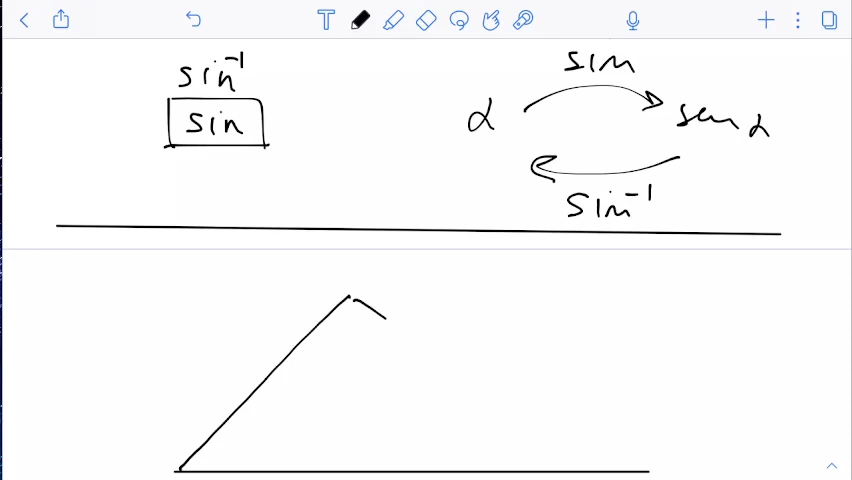 sin⁻¹
sin
sin
α
sen α
sin⁻¹